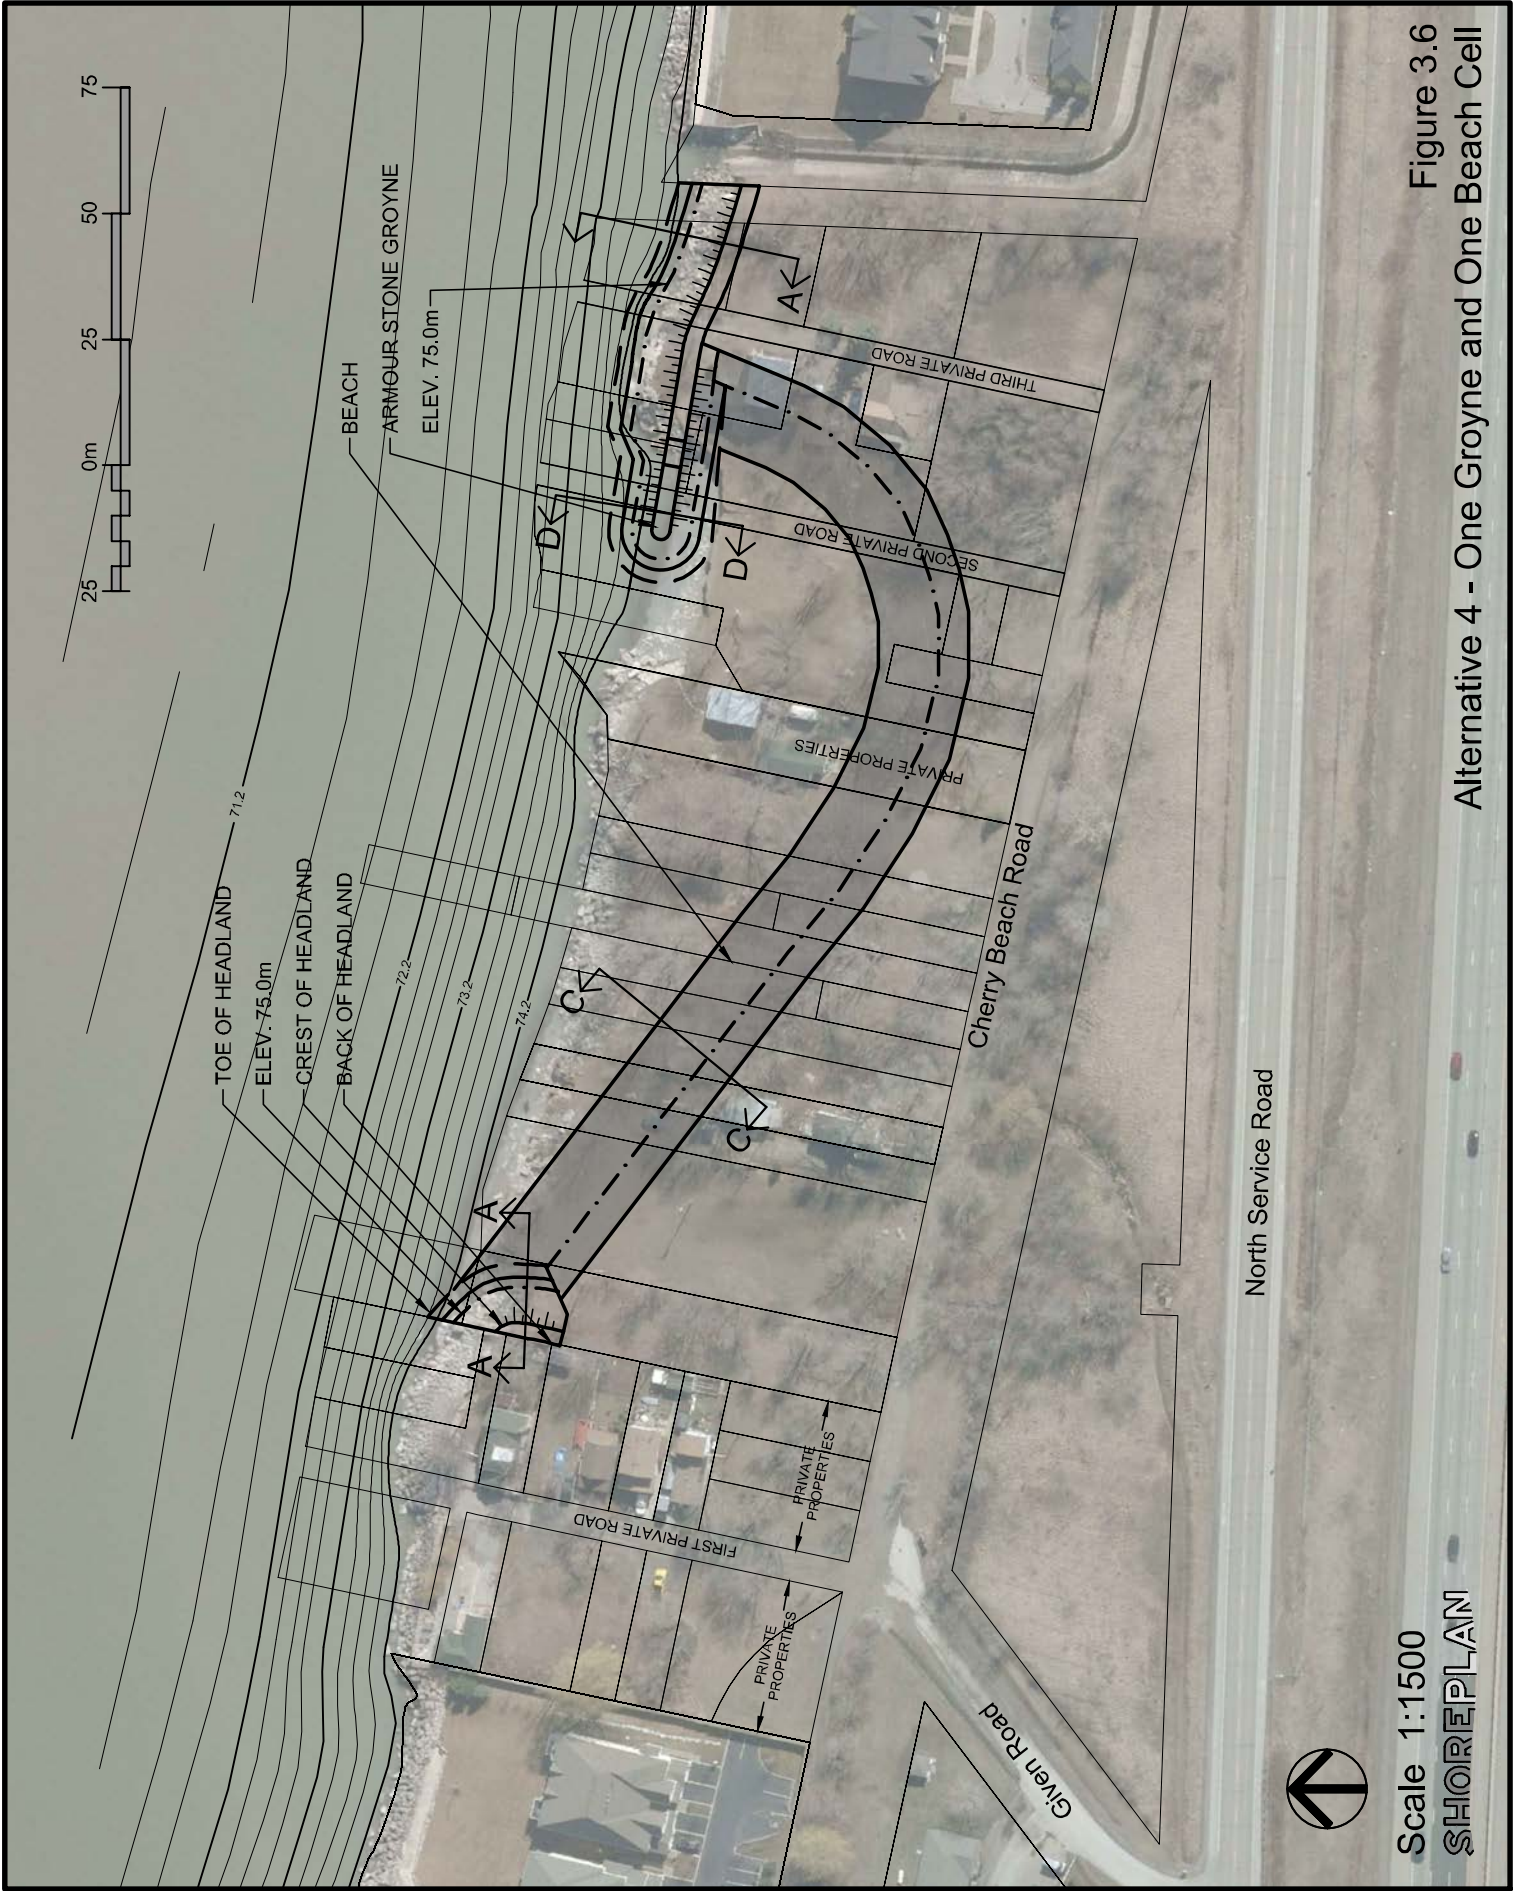 25
0m
25
50
75
71.2
72.2
73.2
74.2
TOE OF HEADLAND
ELEV. 75.0m
CREST OF HEADLAND
BACK OF HEADLAND
BEACH
ARMOUR STONE GROYNE
ELEV. 75.0m
A
A
C
C
D
D
A
FIRST PRIVATE ROAD
PRIVATE
PROPERTIES
PRIVATE
PROPERTIES
PRIVATE PROPERTIES
SECOND PRIVATE ROAD
THIRD PRIVATE ROAD
Cherry Beach Road
Given Road
North Service Road
Scale 1:1500
SHOREPLAN
Figure 3.6
Alternative 4 - One Groyne and One Beach Cell